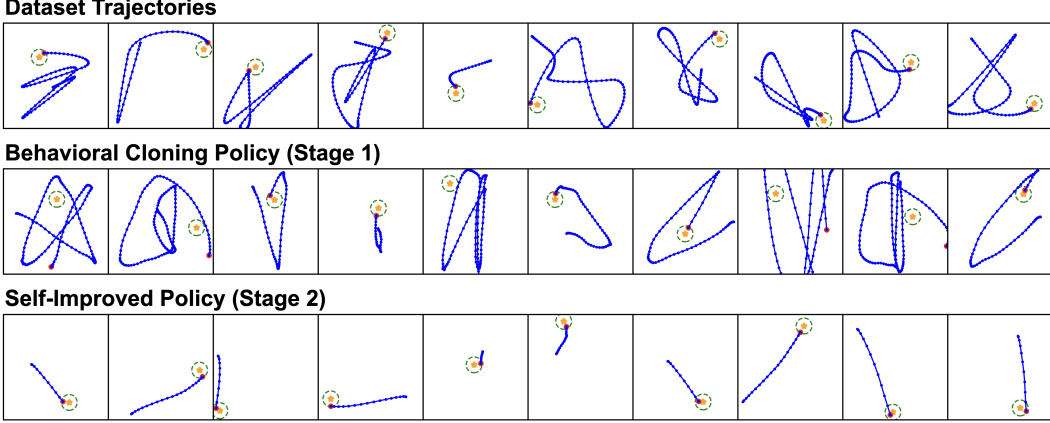 Dataset Trajectories
Behavioral Cloning Policy (Stage 1)
Self-Improved Policy (Stage 2)